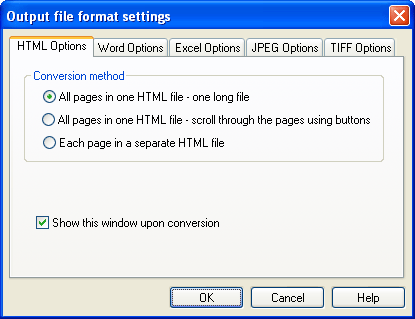 Output file format settings
HTML Options Word Options Excel Options JPEG Options TIFF Options
Conversion method
All pages in one HTML file - one long file
All pages in one HTML file - scroll through the pages using buttons
Each page in a separate HTML file
Show this window upon conversion
OK Cancel Help